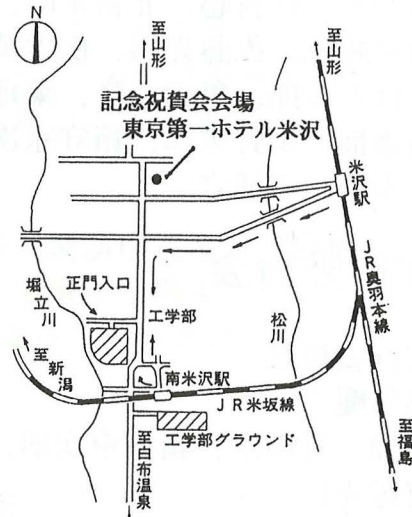 N
至山形
至山形
記念祝賀会会場
東京第一ホテル米沢
米沢駅
JR奥羽本線
正門入口
工学部
松川
堀立川
至新潟
南米沢駅
JR米坂線
工学部グラウンド
至白布温泉
至福島